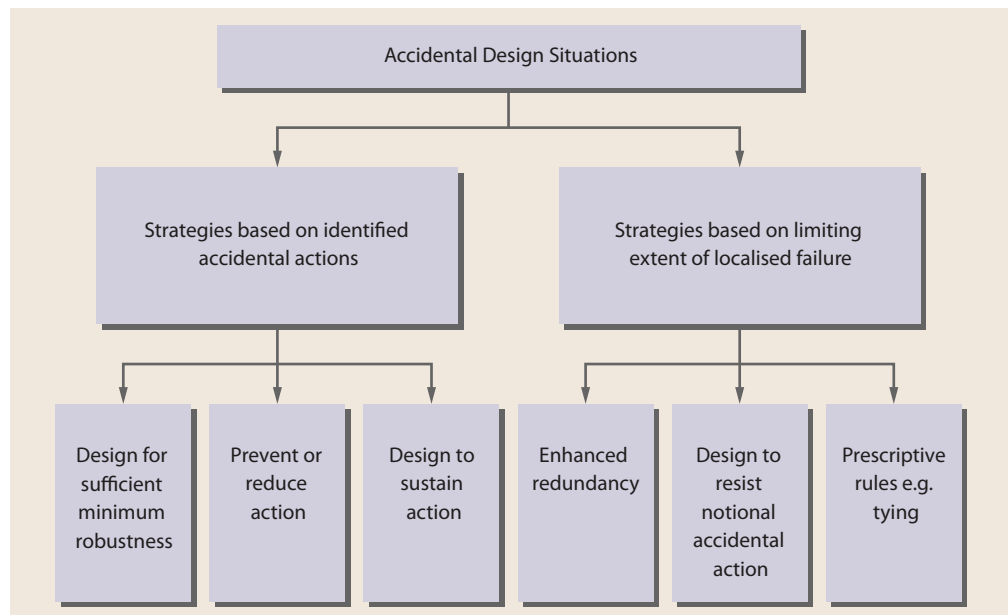 Accidental Design Situations
Strategies based on identified
accidental actions
Strategies based on limiting
extent of localised failure
Design for
sufficient
minimum
robustness
Prevent or
reduce
action
Design to
sustain
action
Enhanced
redundancy
Design to
resist
notional
accidental
action
Prescriptive
rules e.g.
tying